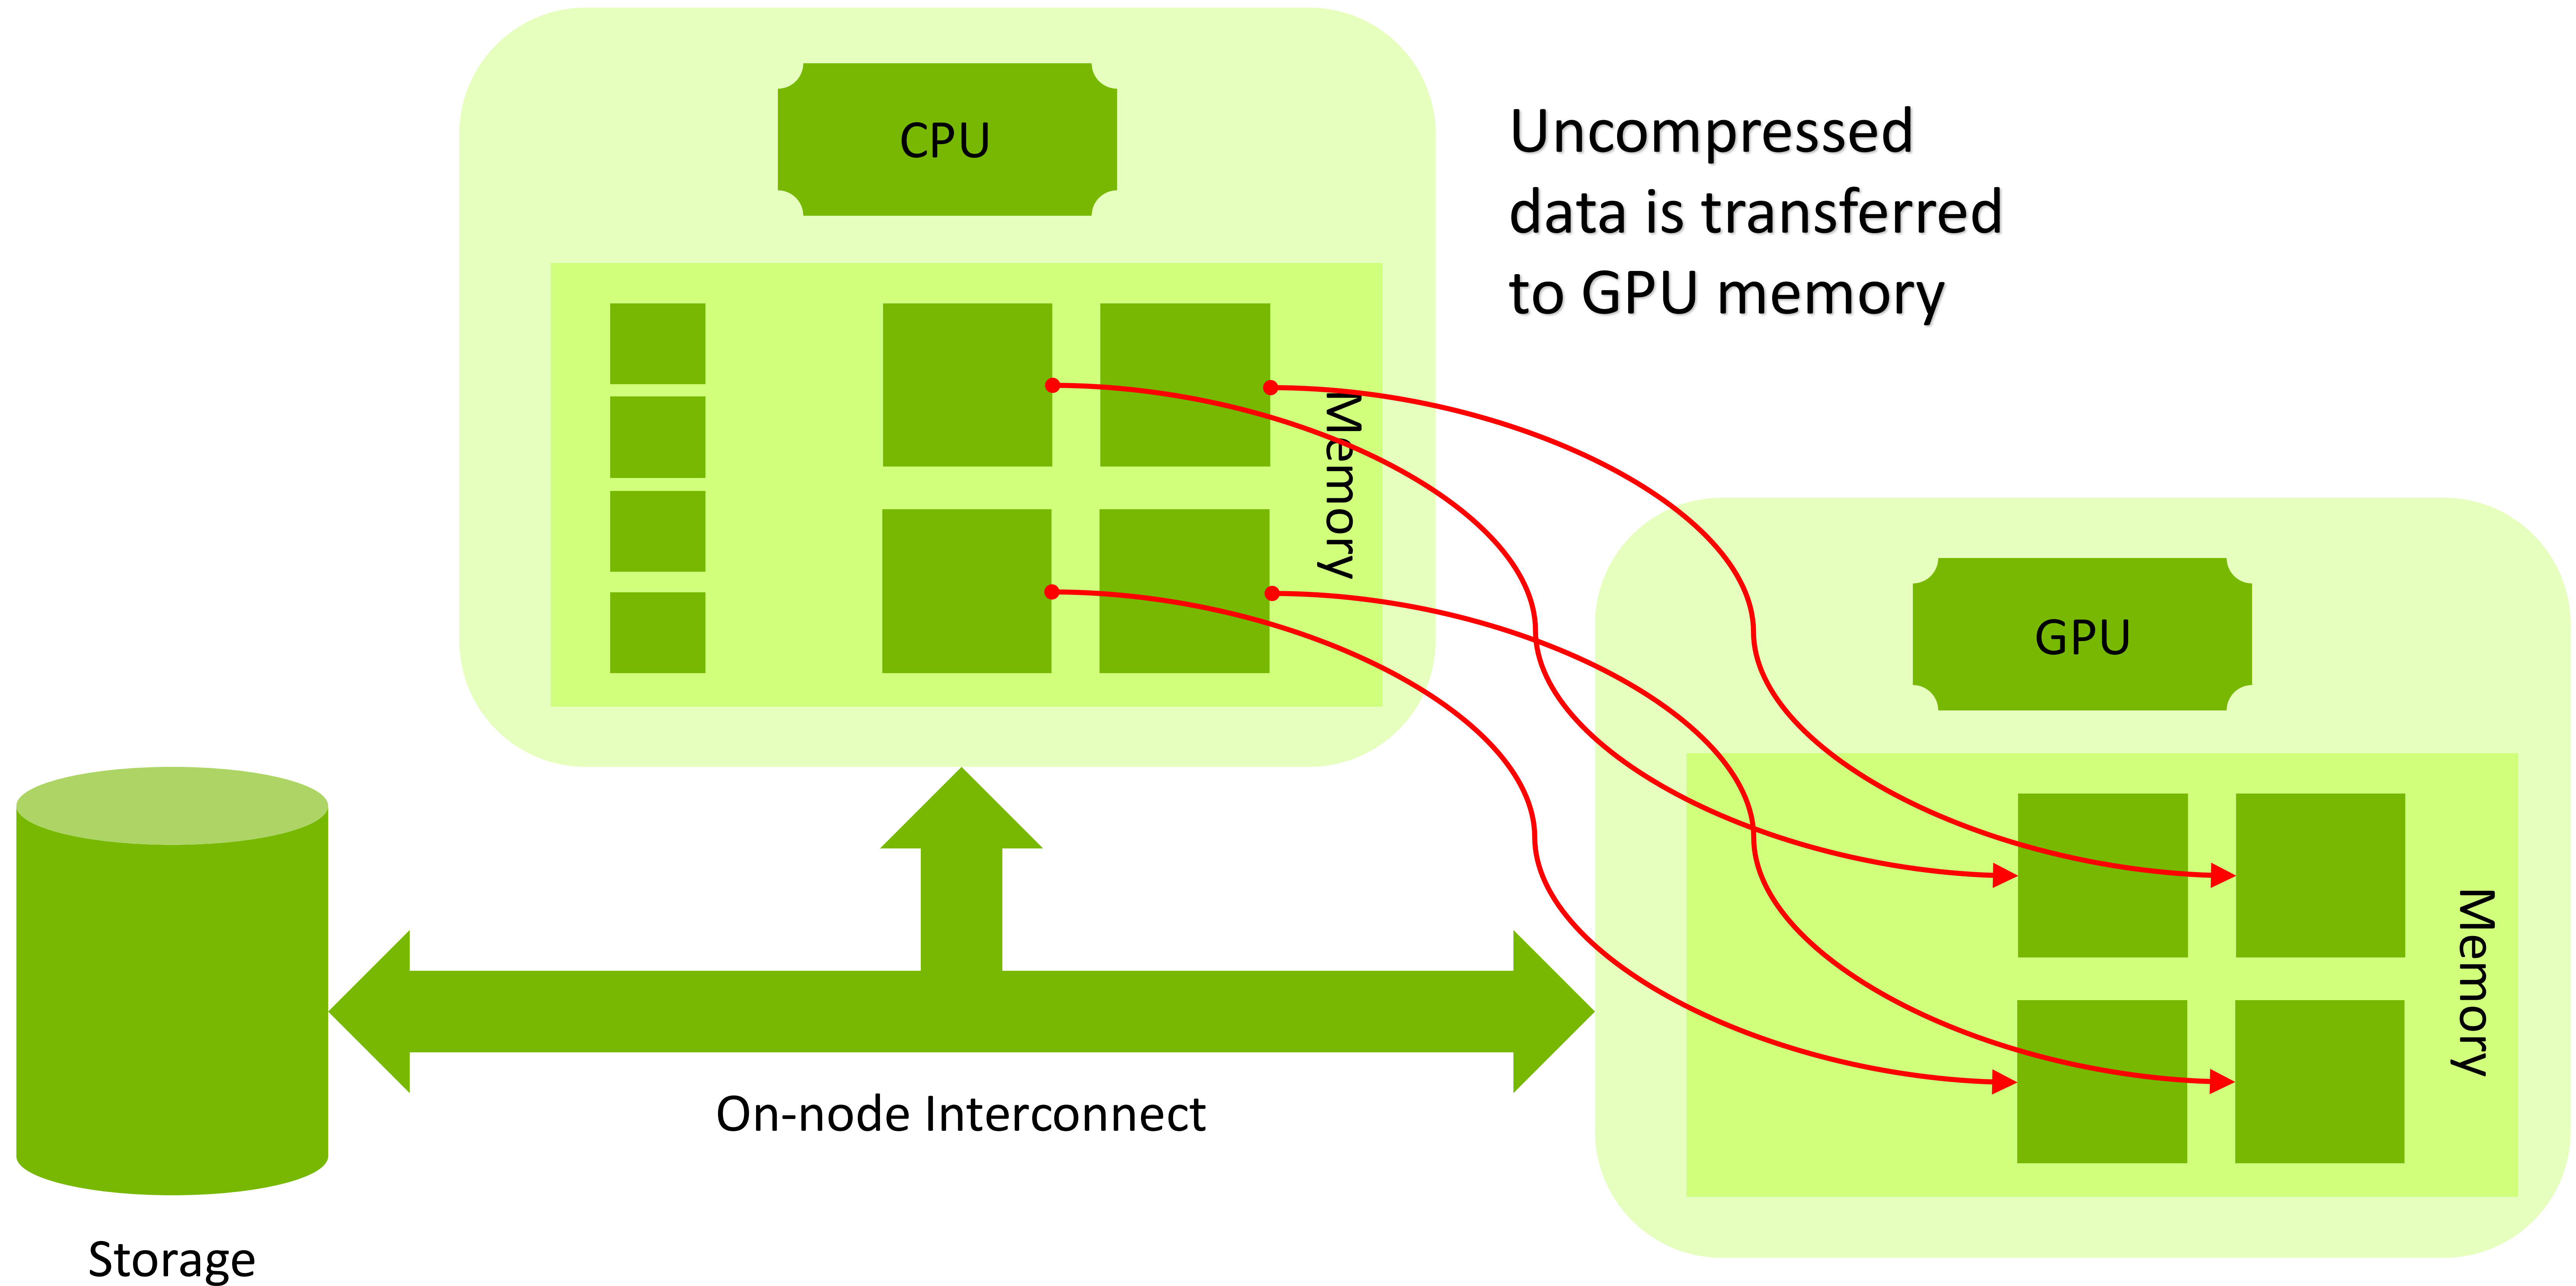 CPU
Uncompressed
data is transferred
to GPU memory
Memory
GPU
Memory
On-node Interconnect
Storage